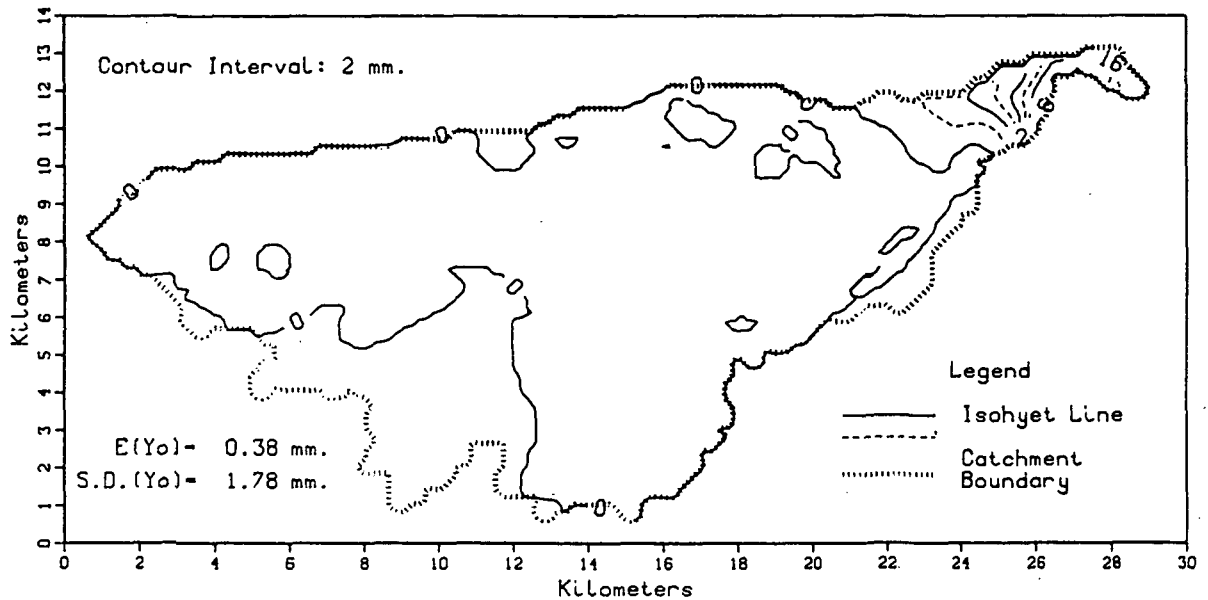 14
13
12
11
10
9
8
7
6
5
4
3
2
1
0
Kilometers
Contour Interval: 2 mm.
0
0
0
0
0
6
6
2
0
0
0
0
E(Yo)= 0.38 mm.
S.D.(Yo)= 1.78 mm.
Legend
Isohyet Line
Catchment
Boundary
0 2 4 6 8 10 12 14 16 18 20 22 24 26 28 30
Kilometers